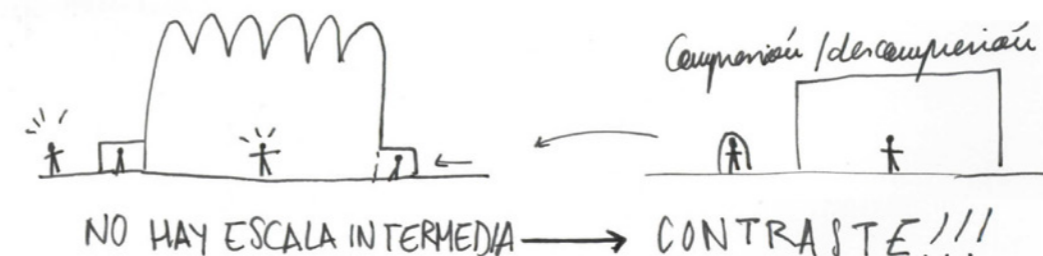 Compresión / descompresión
NO HAY ESCALA INTERMEDIA → CONTRASTE!!!